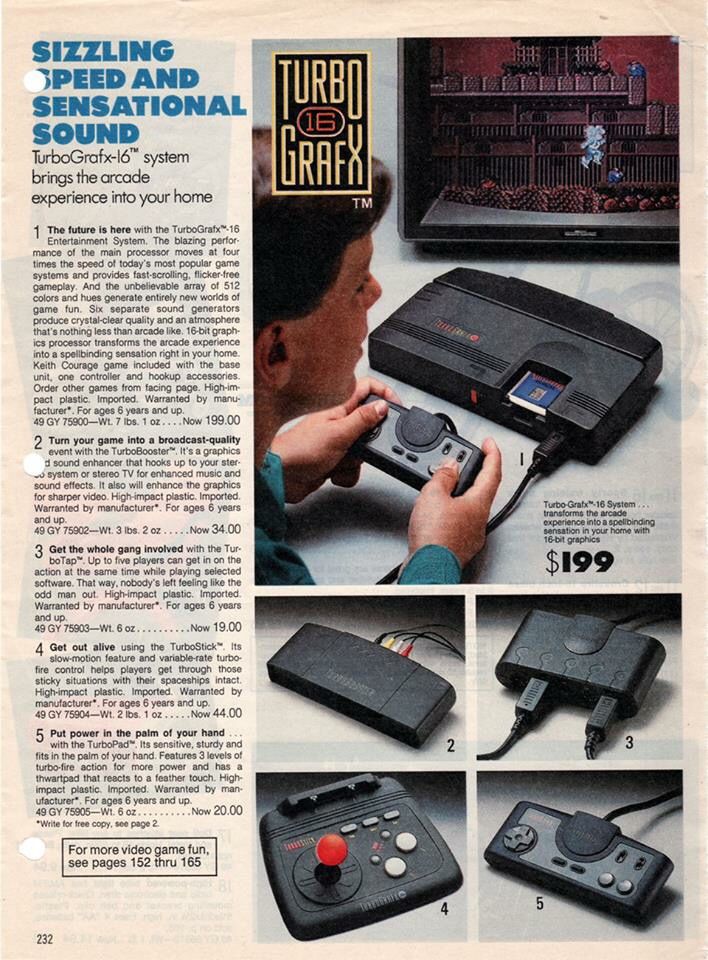 SIZZLING
SPEED AND
SENSATIONAL
SOUND
TurboGrafx-16™ system
brings the arcade
experience into your home
1 The future is here with the TurboGrafx™-16
Entertainment System. The blazing perfor-
mance of the main processor moves at four
times the speed of today's most popular game
systems and provides fast-scrolling, flicker-free
gameplay. And the unbelievable array of 512
colors and hues generate entirely new worlds of
game fun. Six separate sound generators
produce crystal-clear quality and an atmosphere
that's nothing less than arcade like. 16-bit graph-
ics processor transforms the arcade experience
into a spellbinding sensation right in your home.
Keith Courage game included with the base
unit, one controller and hookup accessories.
Order other games from facing page. High-im-
pact plastic. Imported. Warranted by manu-
facturer*. For ages 6 years and up.
49 GY 75900—Wt. 7 lbs. 1 oz....Now 199.00
2 Turn your game into a broadcast-quality
event with the TurboBooster™. It's a graphics
d sound enhancer that hooks up to your ster-
eo system or stereo TV for enhanced music and
sound effects. It also will enhance the graphics
for sharper video. High-impact plastic. Imported.
Warranted by manufacturer*. For ages 6 years
and up.
49 GY 75902—Wt. 3 lbs. 2 oz.....Now 34.00
3 Get the whole gang involved with the Tur-
boTap™. Up to five players can get in on the
action at the same time while playing selected
software. That way, nobody's left feeling like the
odd man out. High-impact plastic. Imported.
Warranted by manufacturer*. For ages 6 years
and up.
49 GY 75903—Wt. 6 oz..........Now 19.00
4 Get out alive using the TurboStick™. Its
slow-motion feature and variable-rate turbo-
fire control helps players get through those
sticky situations with their spaceships intact.
High-impact plastic. Imported. Warranted by
manufacturer*. For ages 6 years and up.
49 GY 75904—Wt. 2 lbs. 1 oz.....Now 44.00
5 Put power in the palm of your hand ...
with the TurboPad™. Its sensitive, sturdy and
fits in the palm of your hand. Features 3 levels of
turbo-fire action for more power and has a
thwartpad that reacts to a feather touch. High-
impact plastic. Imported. Warranted by man-
ufacturer*. For ages 6 years and up.
49 GY 75905—Wt. 6 oz..........Now 20.00
*Write for free copy, see page 2.
For more video game fun,
see pages 152 thru 165
232
TURBO
16
GRAFX
TM
1
Turbo-Grafx™-16 System ...
transforms the arcade
experience into a spellbinding
sensation in your home with
16-bit graphics
$199
2
3
4
5